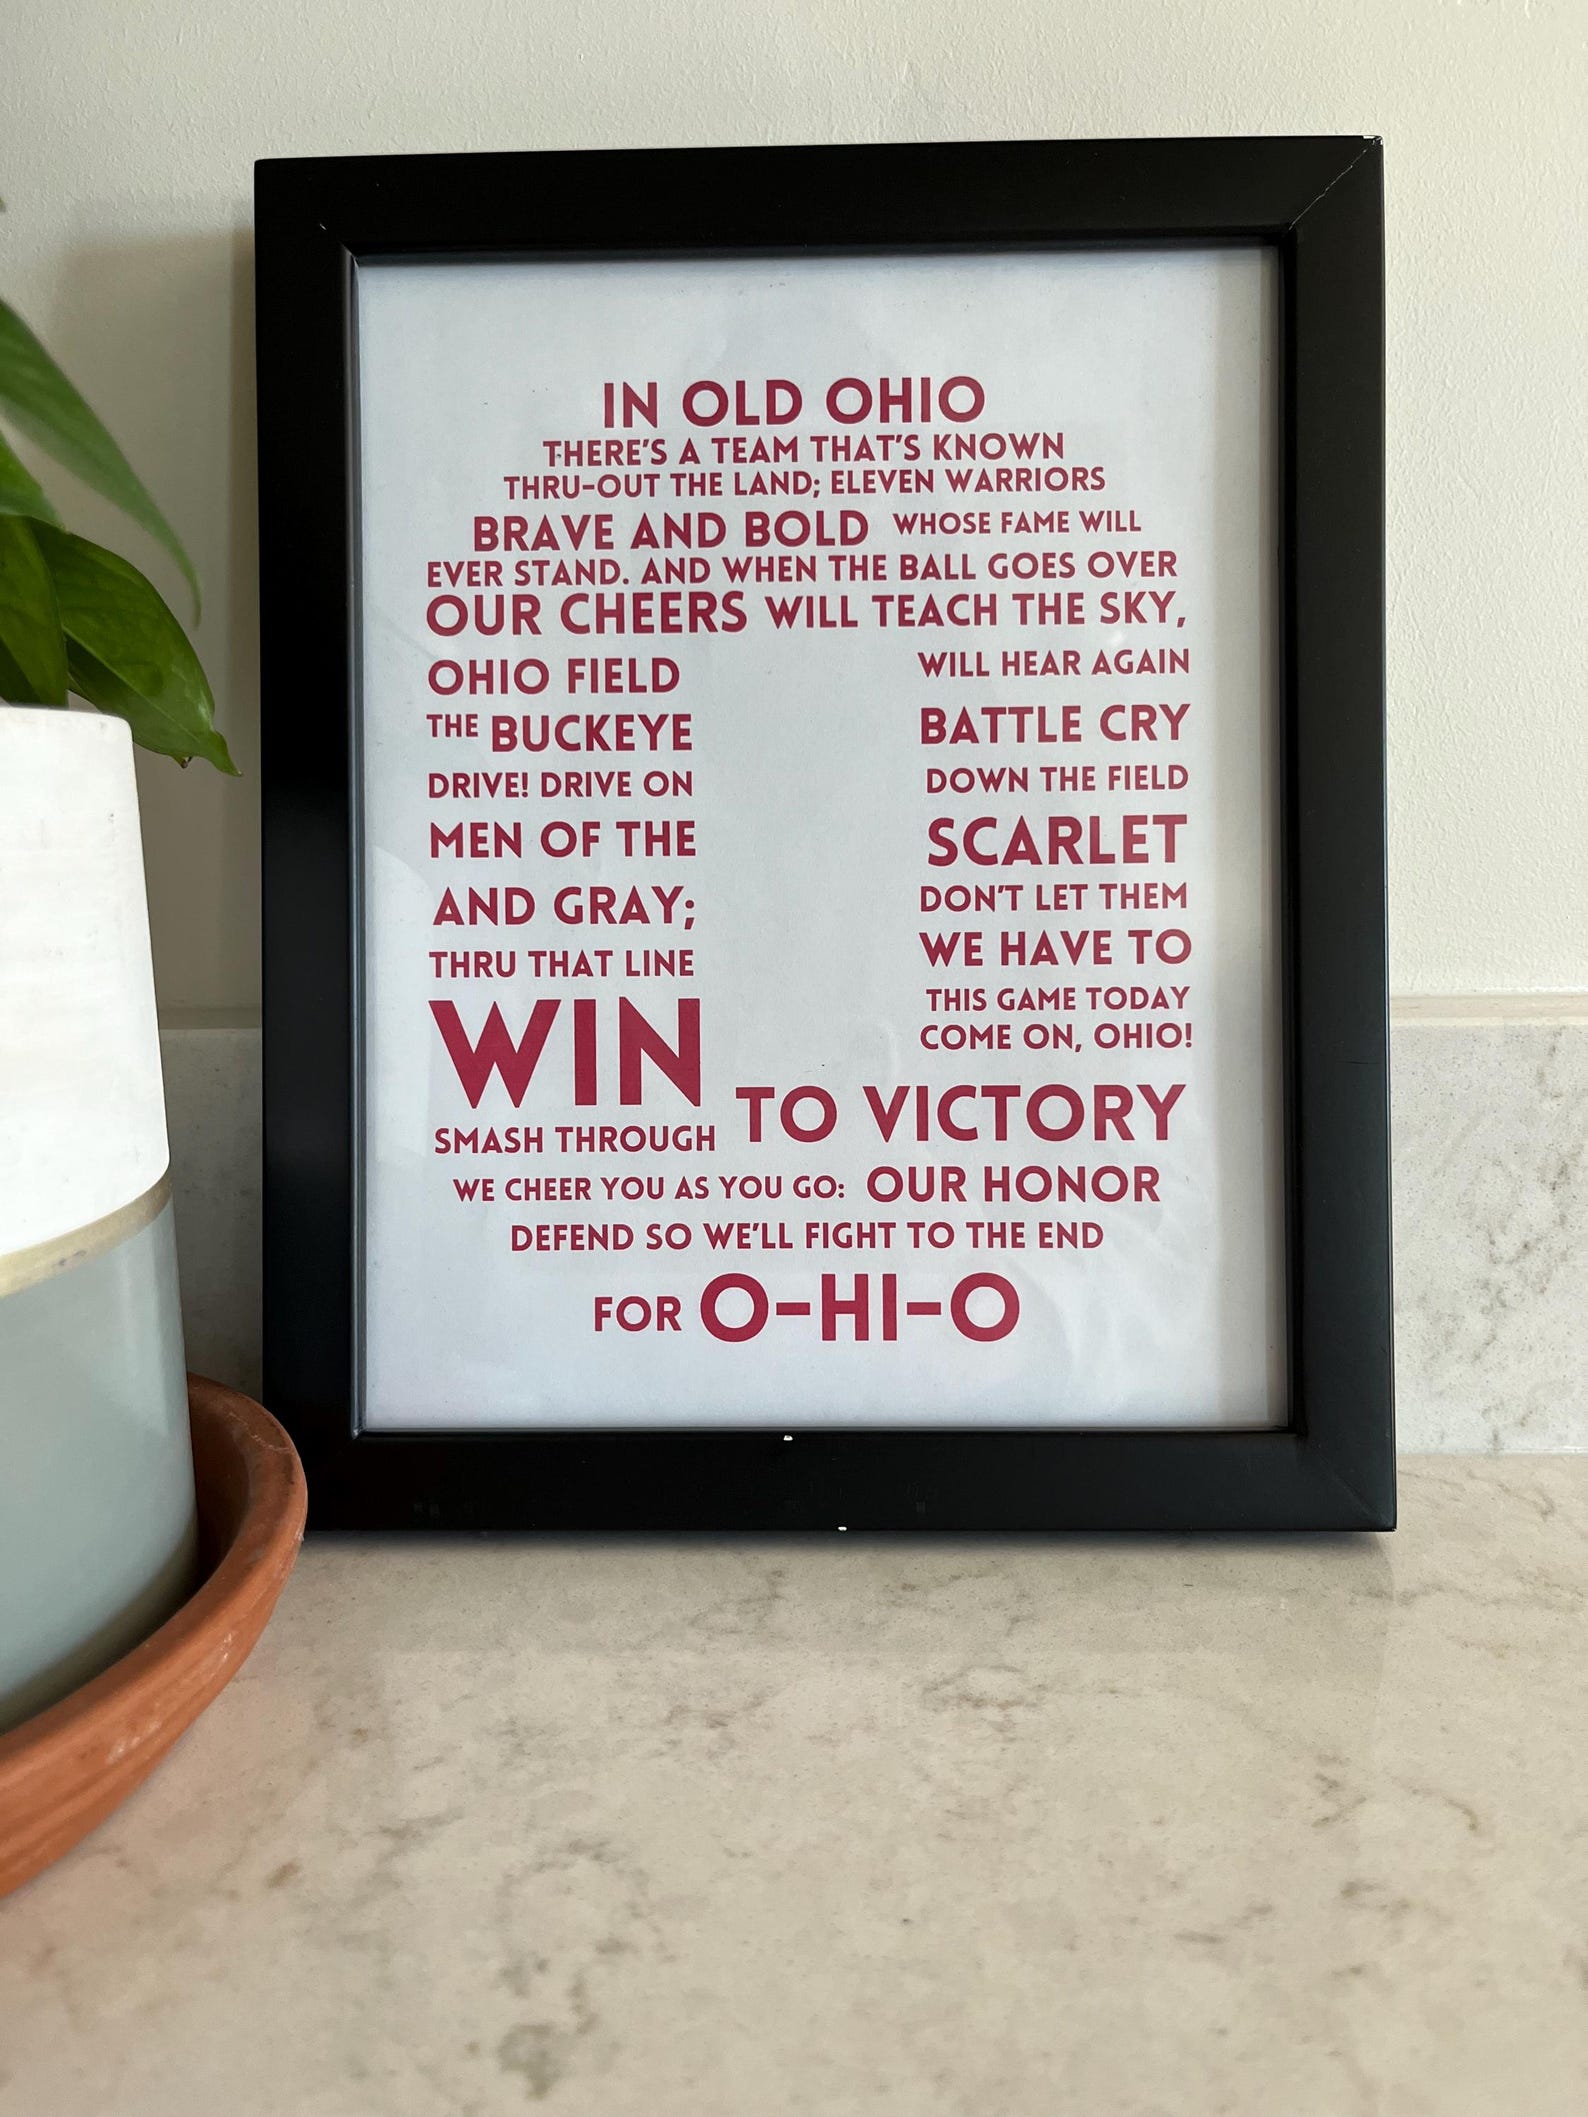 IN OLD OHIO
THERE'S A TEAM THAT'S KNOWN
THRU-OUT THE LAND; ELEVEN WARRIORS
BRAVE AND BOLD WHOSE FAME WILL
EVER STAND. AND WHEN THE BALL GOES OVER
OUR CHEERS WILL TEACH THE SKY,
OHIO FIELD WILL HEAR AGAIN
THE BUCKEYE BATTLE CRY
DRIVE! DRIVE ON DOWN THE FIELD
MEN OF THE SCARLET
AND GRAY; DON'T LET THEM
THRU THAT LINE WE HAVE TO
WIN THIS GAME TODAY
COME ON, OHIO!
SMASH THROUGH TO VICTORY
WE CHEER YOU AS YOU GO: OUR HONOR
DEFEND SO WE'LL FIGHT TO THE END
FOR O-HI-O